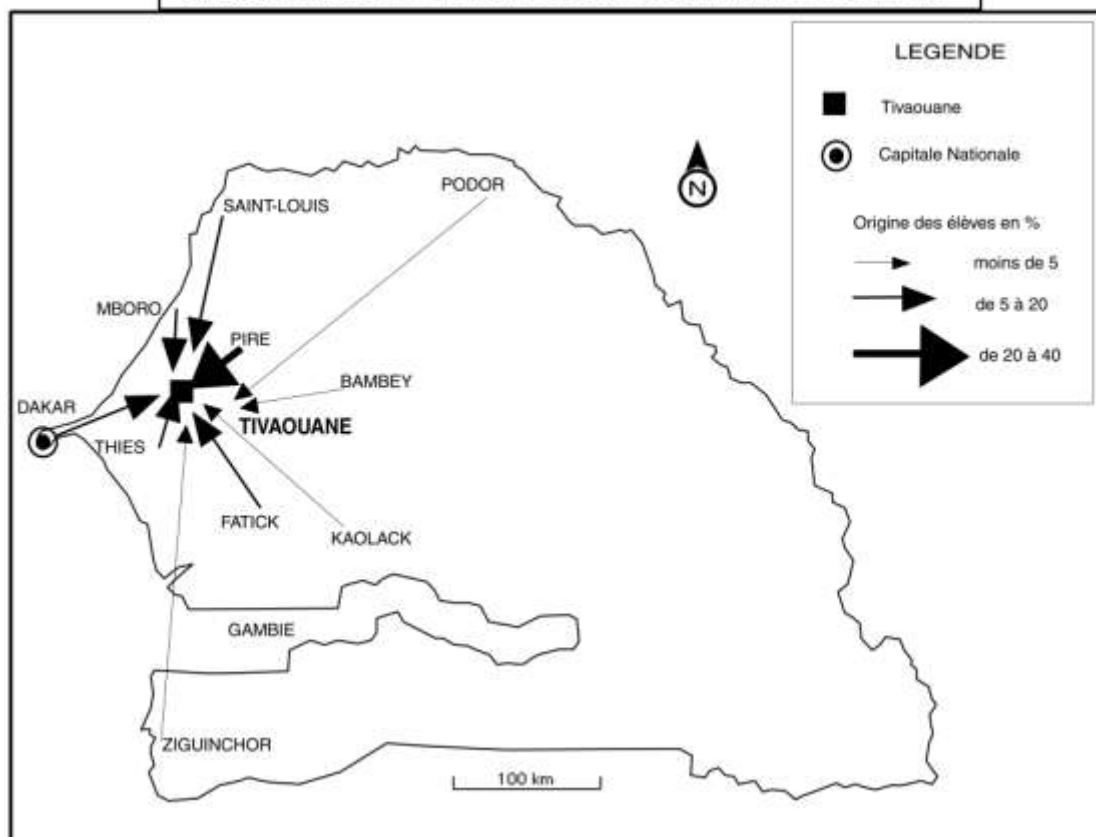 LEGENDE
Tivaouane
Capitale Nationale
Origine des élèves en %
moins de 5
de 5 à 20
de 20 à 40
N
PODOR
SAINT-LOUIS
MBORO
PIRE
BAMBEY
DAKAR
TIVAOUANE
THIES
FATICK
KAOLACK
GAMBIE
ZIGUINCHOR
100 km